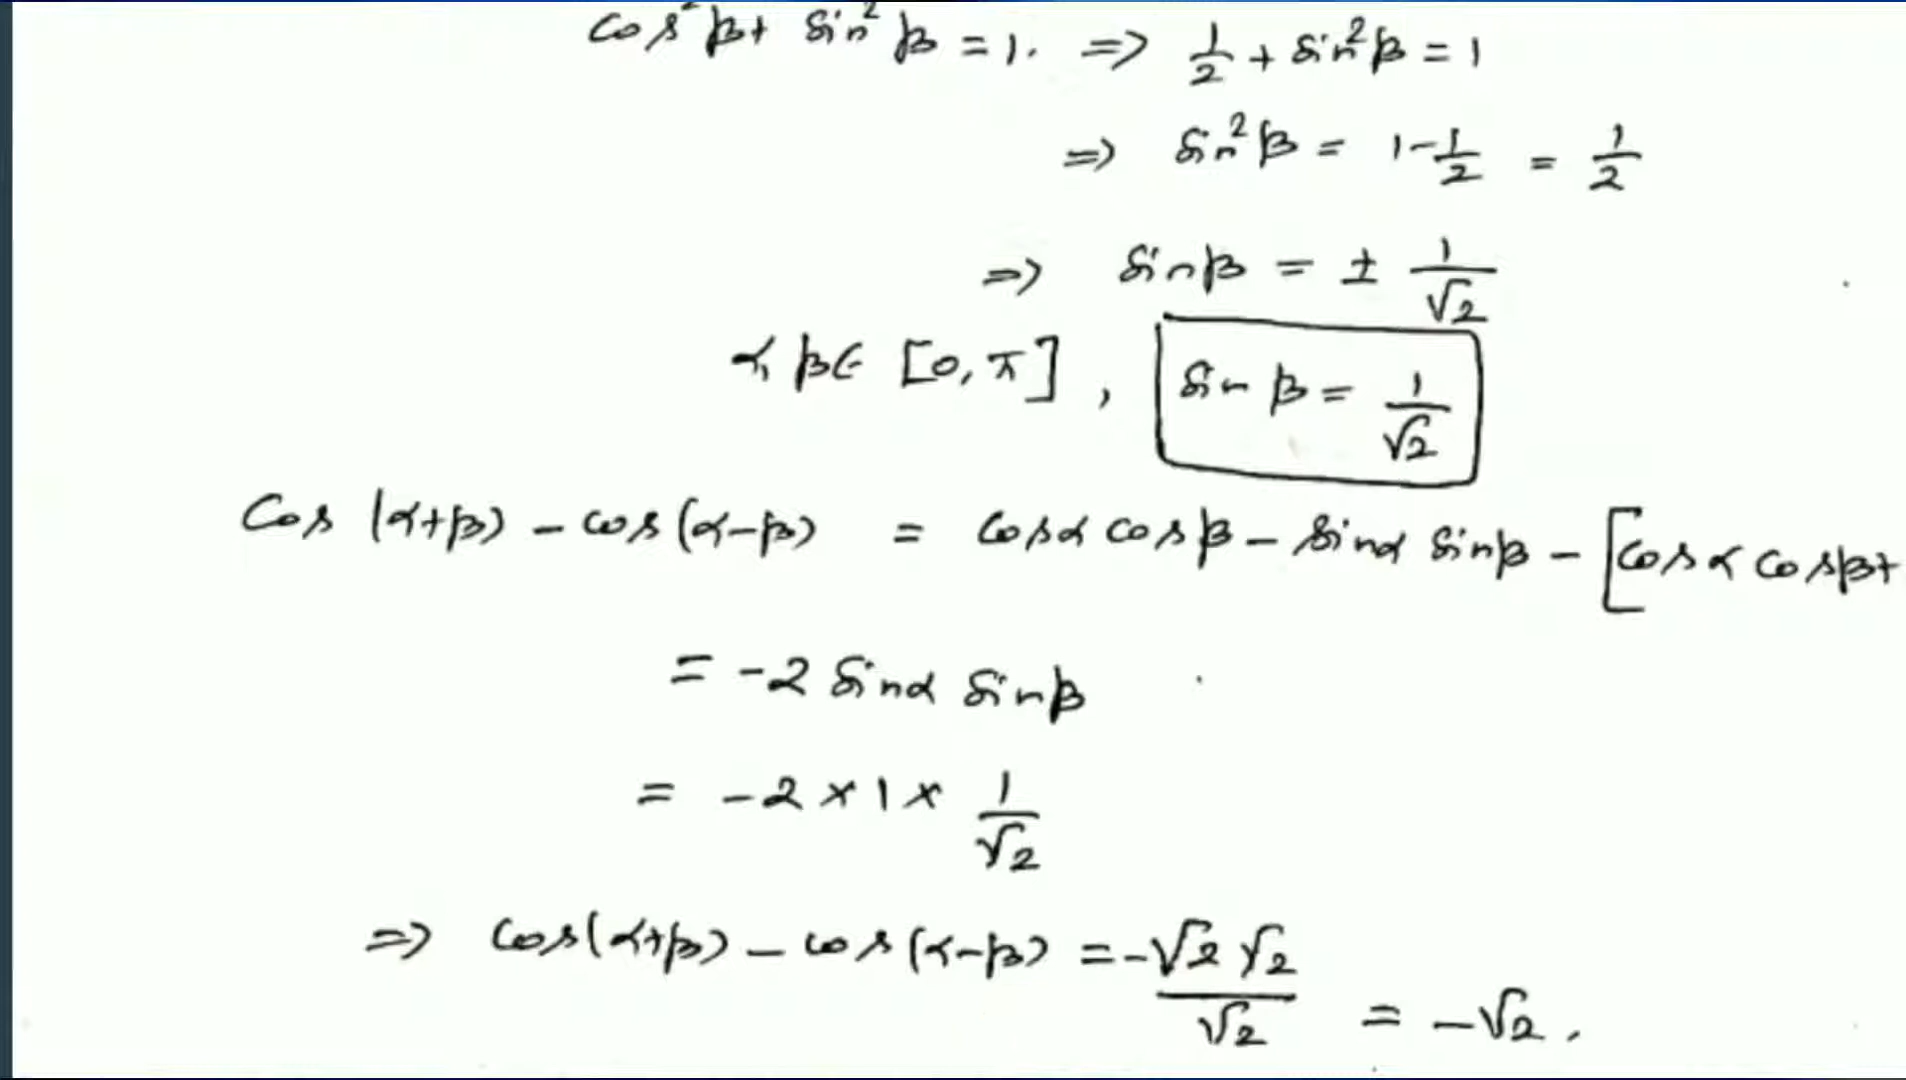 cos²β + sin²β = 1. => 1/2 + sin²β = 1
=> sin²β = 1 - 1/2 = 1/2
=> sinβ = ± 1/√2
α, β ∈ [0, π], sin β = 1/√2
Cos (α+β) - cos (α-β) = cosα cosβ - sinα sinβ - [cosα cosβ +
= -2 sinα sinβ
= -2 × 1 × 1/√2
=> cos(α+β) - cos(α-β) = -√2 √2/√2 = -√2.